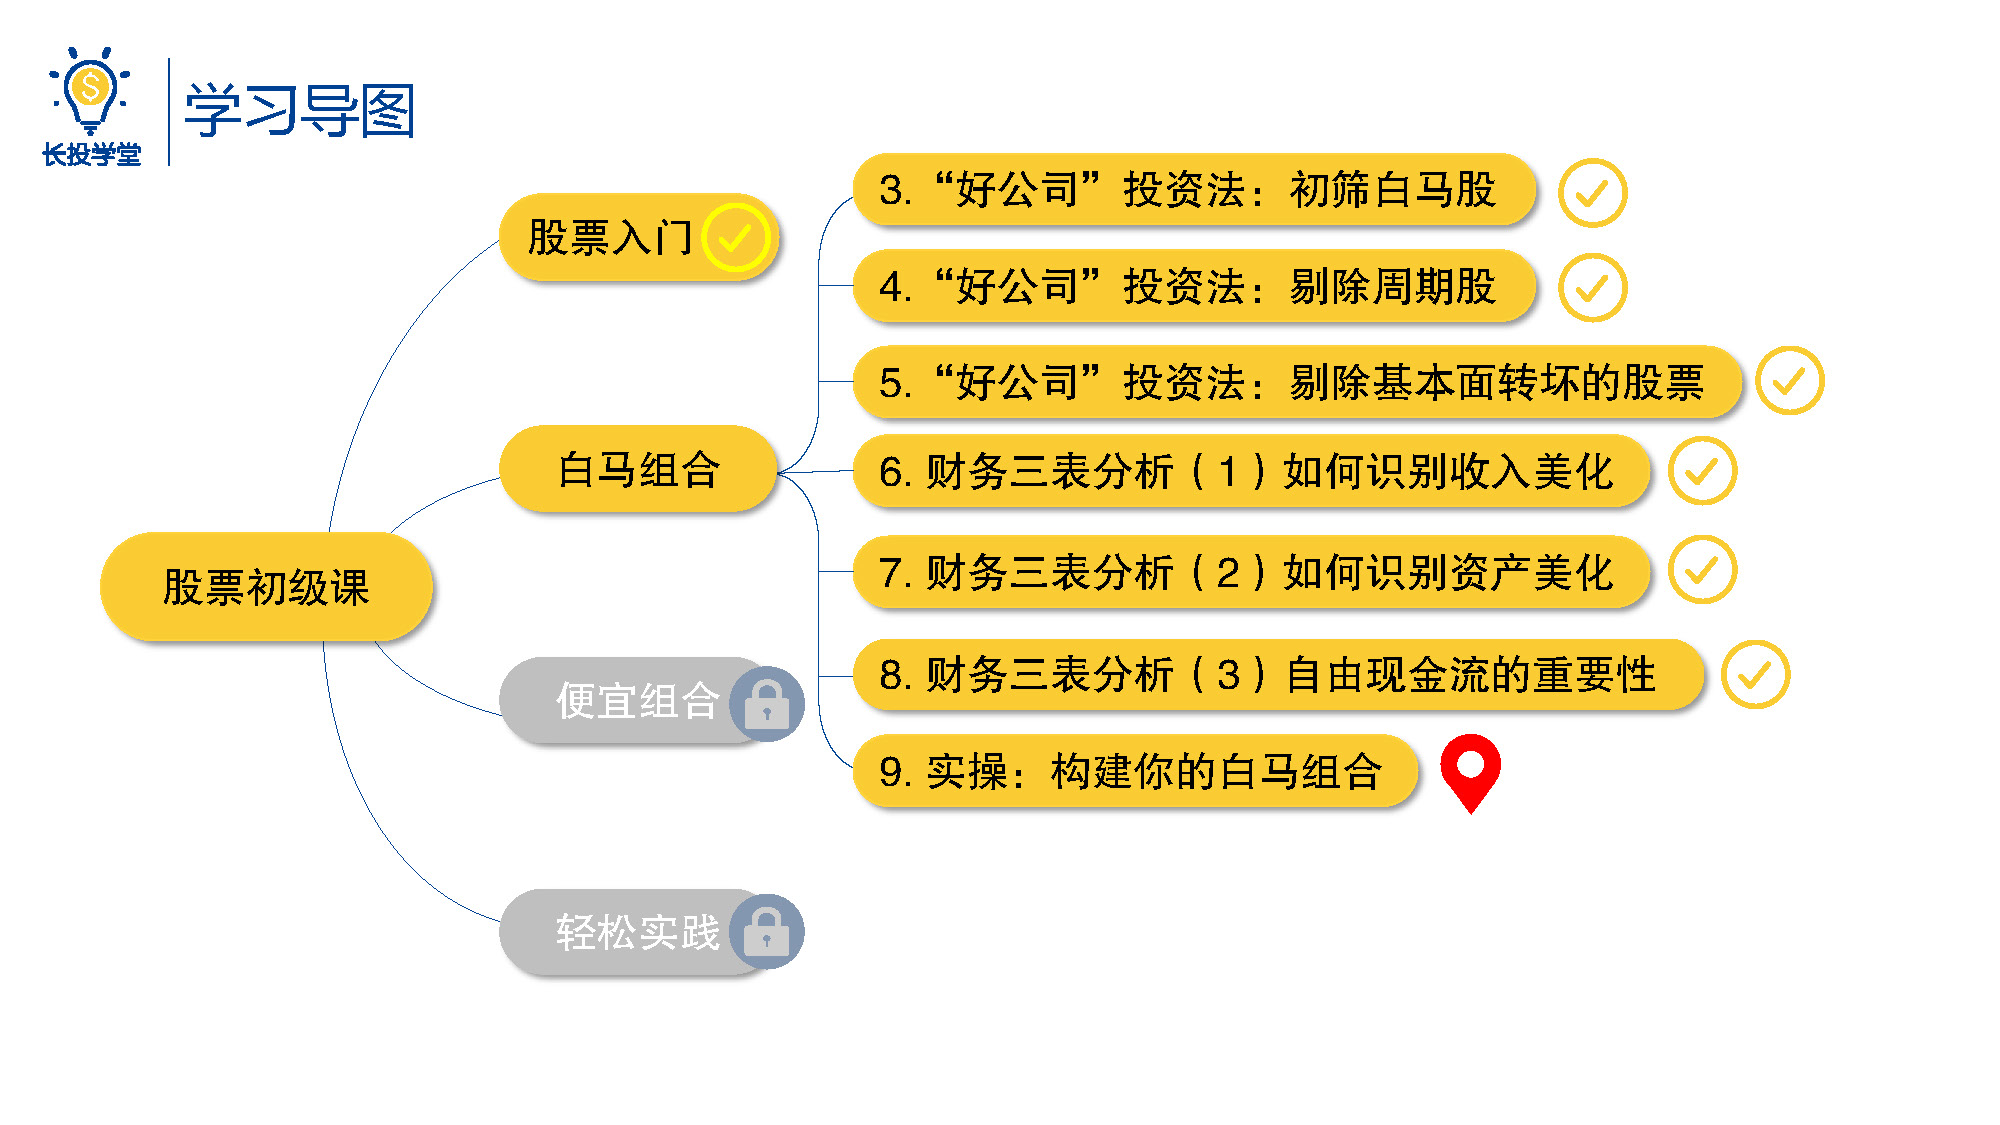 长投学堂
学习导图
股票初级课
股票入门
白马组合
3.“好公司”投资法：初筛白马股
4.“好公司”投资法：剔除周期股
5.“好公司”投资法：剔除基本面转坏的股票
6. 财务三表分析（1）如何识别收入美化
7. 财务三表分析（2）如何识别资产美化
8. 财务三表分析（3）自由现金流的重要性
9. 实操：构建你的白马组合
便宜组合
轻松实践